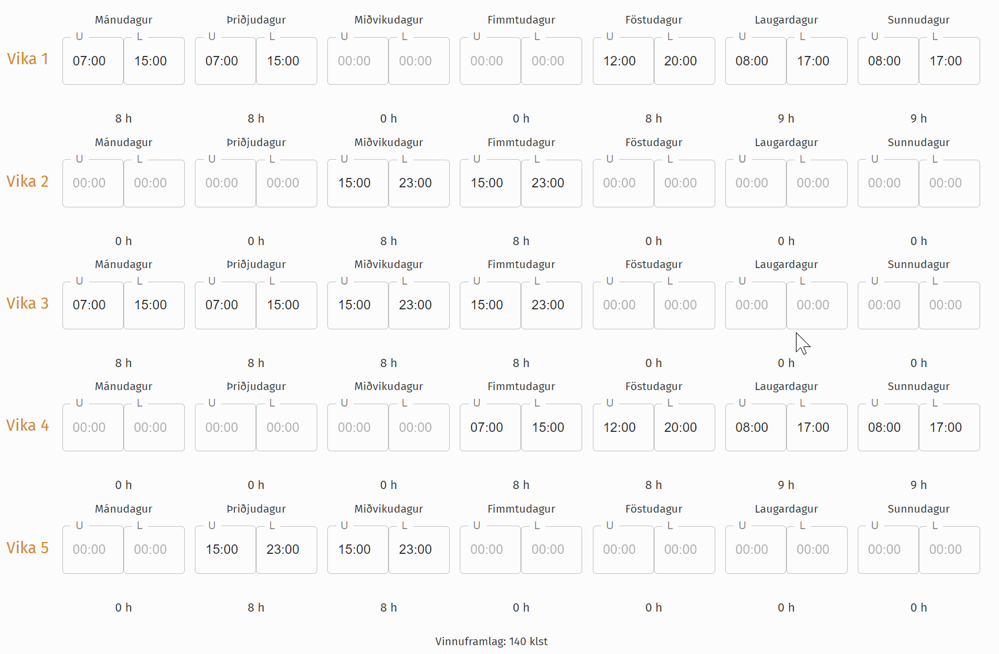 Mánudagur Þriðjudagur Miðvikudagur Fimmtudagur Föstudagur Laugardagur Sunnudagur
U L U L U L U L U L U L U L
Vika 1 07:00 15:00 07:00 15:00 00:00 00:00 00:00 00:00 12:00 20:00 08:00 17:00 08:00 17:00
8 h 8 h 0 h 0 h 8 h 9 h 9 h
Mánudagur Þriðjudagur Miðvikudagur Fimmtudagur Föstudagur Laugardagur Sunnudagur
U L U L U L U L U L U L U L
Vika 2 00:00 00:00 00:00 00:00 15:00 23:00 15:00 23:00 00:00 00:00 00:00 00:00 00:00 00:00
0 h 0 h 8 h 8 h 0 h 0 h 0 h
Mánudagur Þriðjudagur Miðvikudagur Fimmtudagur Föstudagur Laugardagur Sunnudagur
U L U L U L U L U L U L U L
Vika 3 07:00 15:00 07:00 15:00 15:00 23:00 15:00 23:00 00:00 00:00 00:00 00:00 00:00 00:00
8 h 8 h 8 h 8 h 0 h 0 h 0 h
Mánudagur Þriðjudagur Miðvikudagur Fimmtudagur Föstudagur Laugardagur Sunnudagur
U L U L U L U L U L U L U L
Vika 4 00:00 00:00 00:00 00:00 00:00 00:00 07:00 15:00 12:00 20:00 08:00 17:00 08:00 17:00
0 h 0 h 0 h 8 h 8 h 9 h 9 h
Mánudagur Þriðjudagur Miðvikudagur Fimmtudagur Föstudagur Laugardagur Sunnudagur
U L U L U L U L U L U L U L
Vika 5 00:00 00:00 15:00 23:00 15:00 23:00 00:00 00:00 00:00 00:00 00:00 00:00 00:00 00:00
0 h 8 h 8 h 0 h 0 h 0 h 0 h
Vinnuframlag: 140 klst